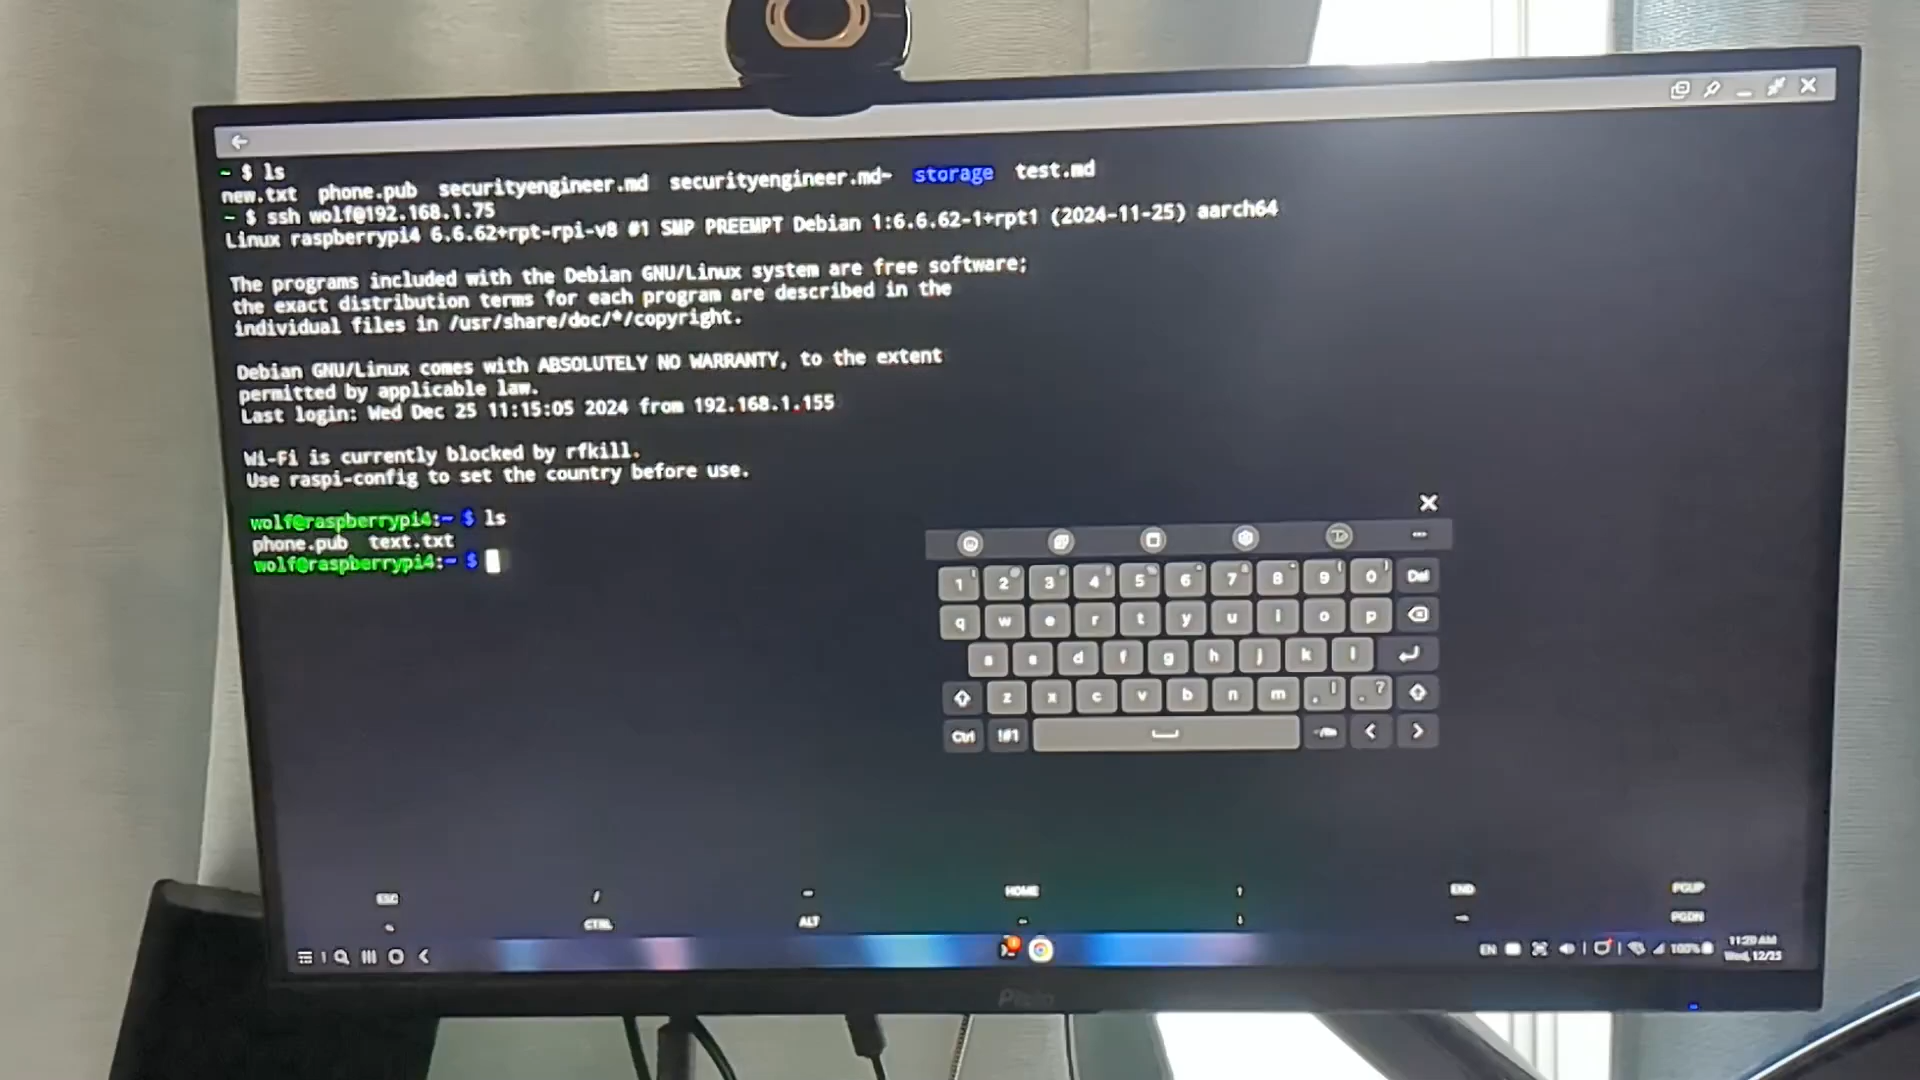 ~ $ ls
new.txt phone.pub securityengineer.md securityengineer.md~ storage test.md
~ $ ssh wolf@192.168.1.75
Linux raspberrypi4 6.6.62+rpt-rpi-v8 #1 SMP PREEMPT Debian 1:6.6.62-1+rpt1 (2024-11-25) aarch64
The programs included with the Debian GNU/Linux system are free software;
the exact distribution terms for each program are described in the
individual files in /usr/share/doc/*/copyright.
Debian GNU/Linux comes with ABSOLUTELY NO WARRANTY, to the extent
permitted by applicable law.
Last login: Wed Dec 25 11:15:05 2024 from 192.168.1.155
Wi-Fi is currently blocked by rfkill.
Use raspi-config to set the country before use.
wolf@raspberrypi4:~ $ ls
phone.pub text.txt
wolf@raspberrypi4:~ $
1 2 3 4 5 6 7 8 9 0 Del
q w e r t y u i o p
a s d f g h j k l
z x c v b n m , ! . ?
Ctrl !#1
ESC / HOME END PGUP
CTRL ALT PGDN
EN 100% 11:20 AM
Wed, 12/25